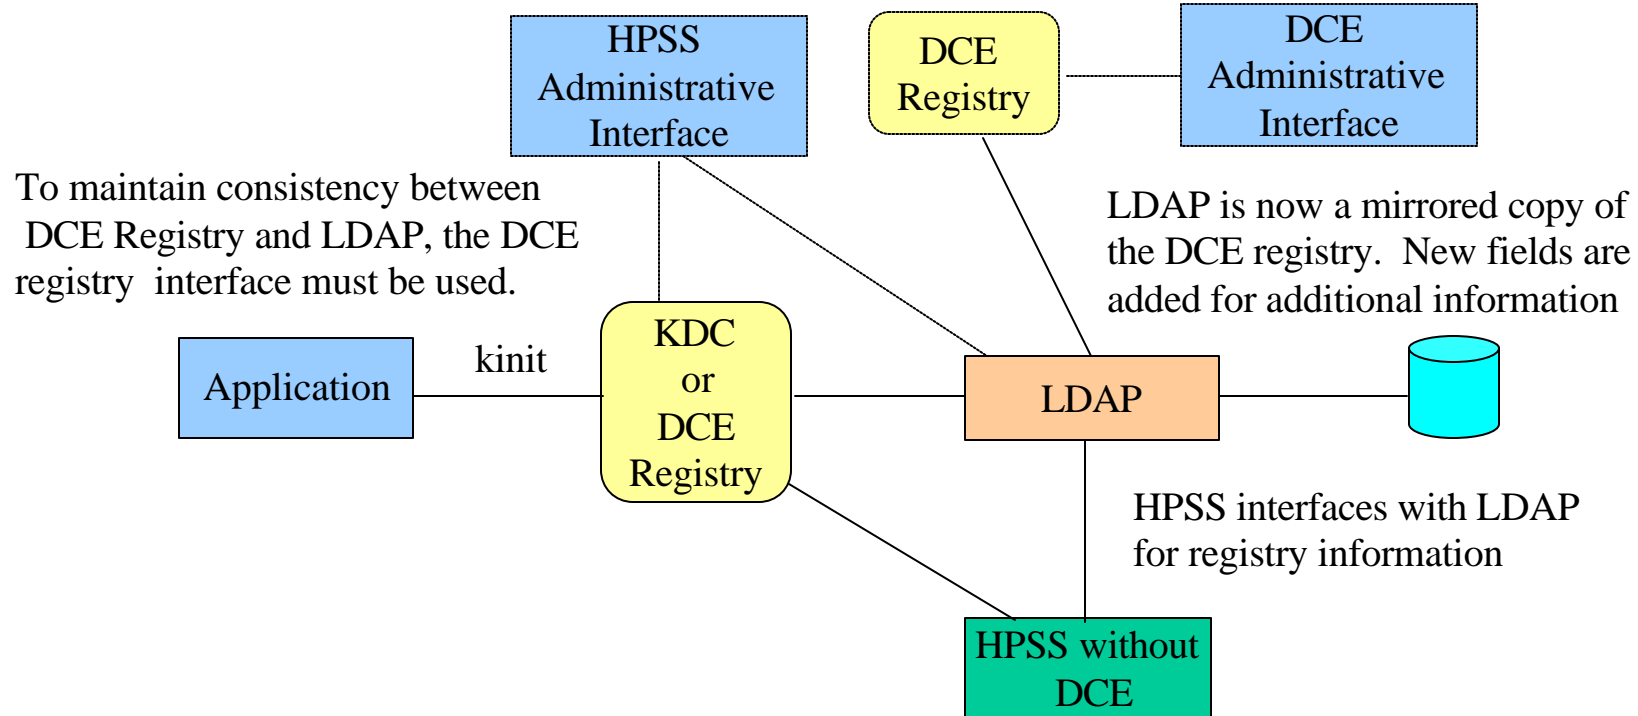 HPSS
Administrative
Interface
DCE
Registry
DCE
Administrative
Interface
To maintain consistency between
DCE Registry and LDAP, the DCE
registry interface must be used.
LDAP is now a mirrored copy of
the DCE registry. New fields are
added for additional information
Application
kinit
KDC
or
DCE
Registry
LDAP
HPSS interfaces with LDAP
for registry information
HPSS without
DCE